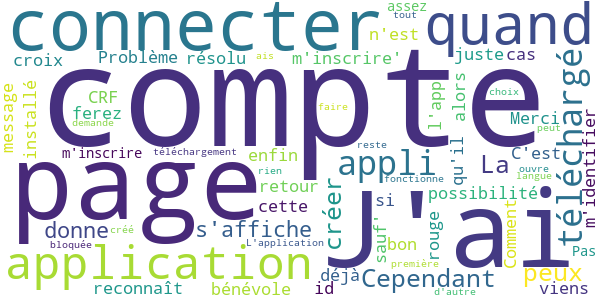 connecter
quand
assez
tout
n'est
croix
Problème
résolu
ais
m'inscrire'
juste
cas
message
installé
CRF
ferez
compte
l'app
alors
choix
Merci
téléchargé
m'inscrire
téléchargement
faire
demande
reste
qu'il
C'est
peut
enfin
rien
appli
fonctionne
La
langue
ouvre
m'identifier
page
retour
créer
J'ai
possibilité
donne
cette
si
sauf'
bon
rouge
Comment
créé
s'affiche
bloquée
L'application
première
Pas
application
déjà
Cependant
peux
reconnaît
bénévole
id
d'autre
viens